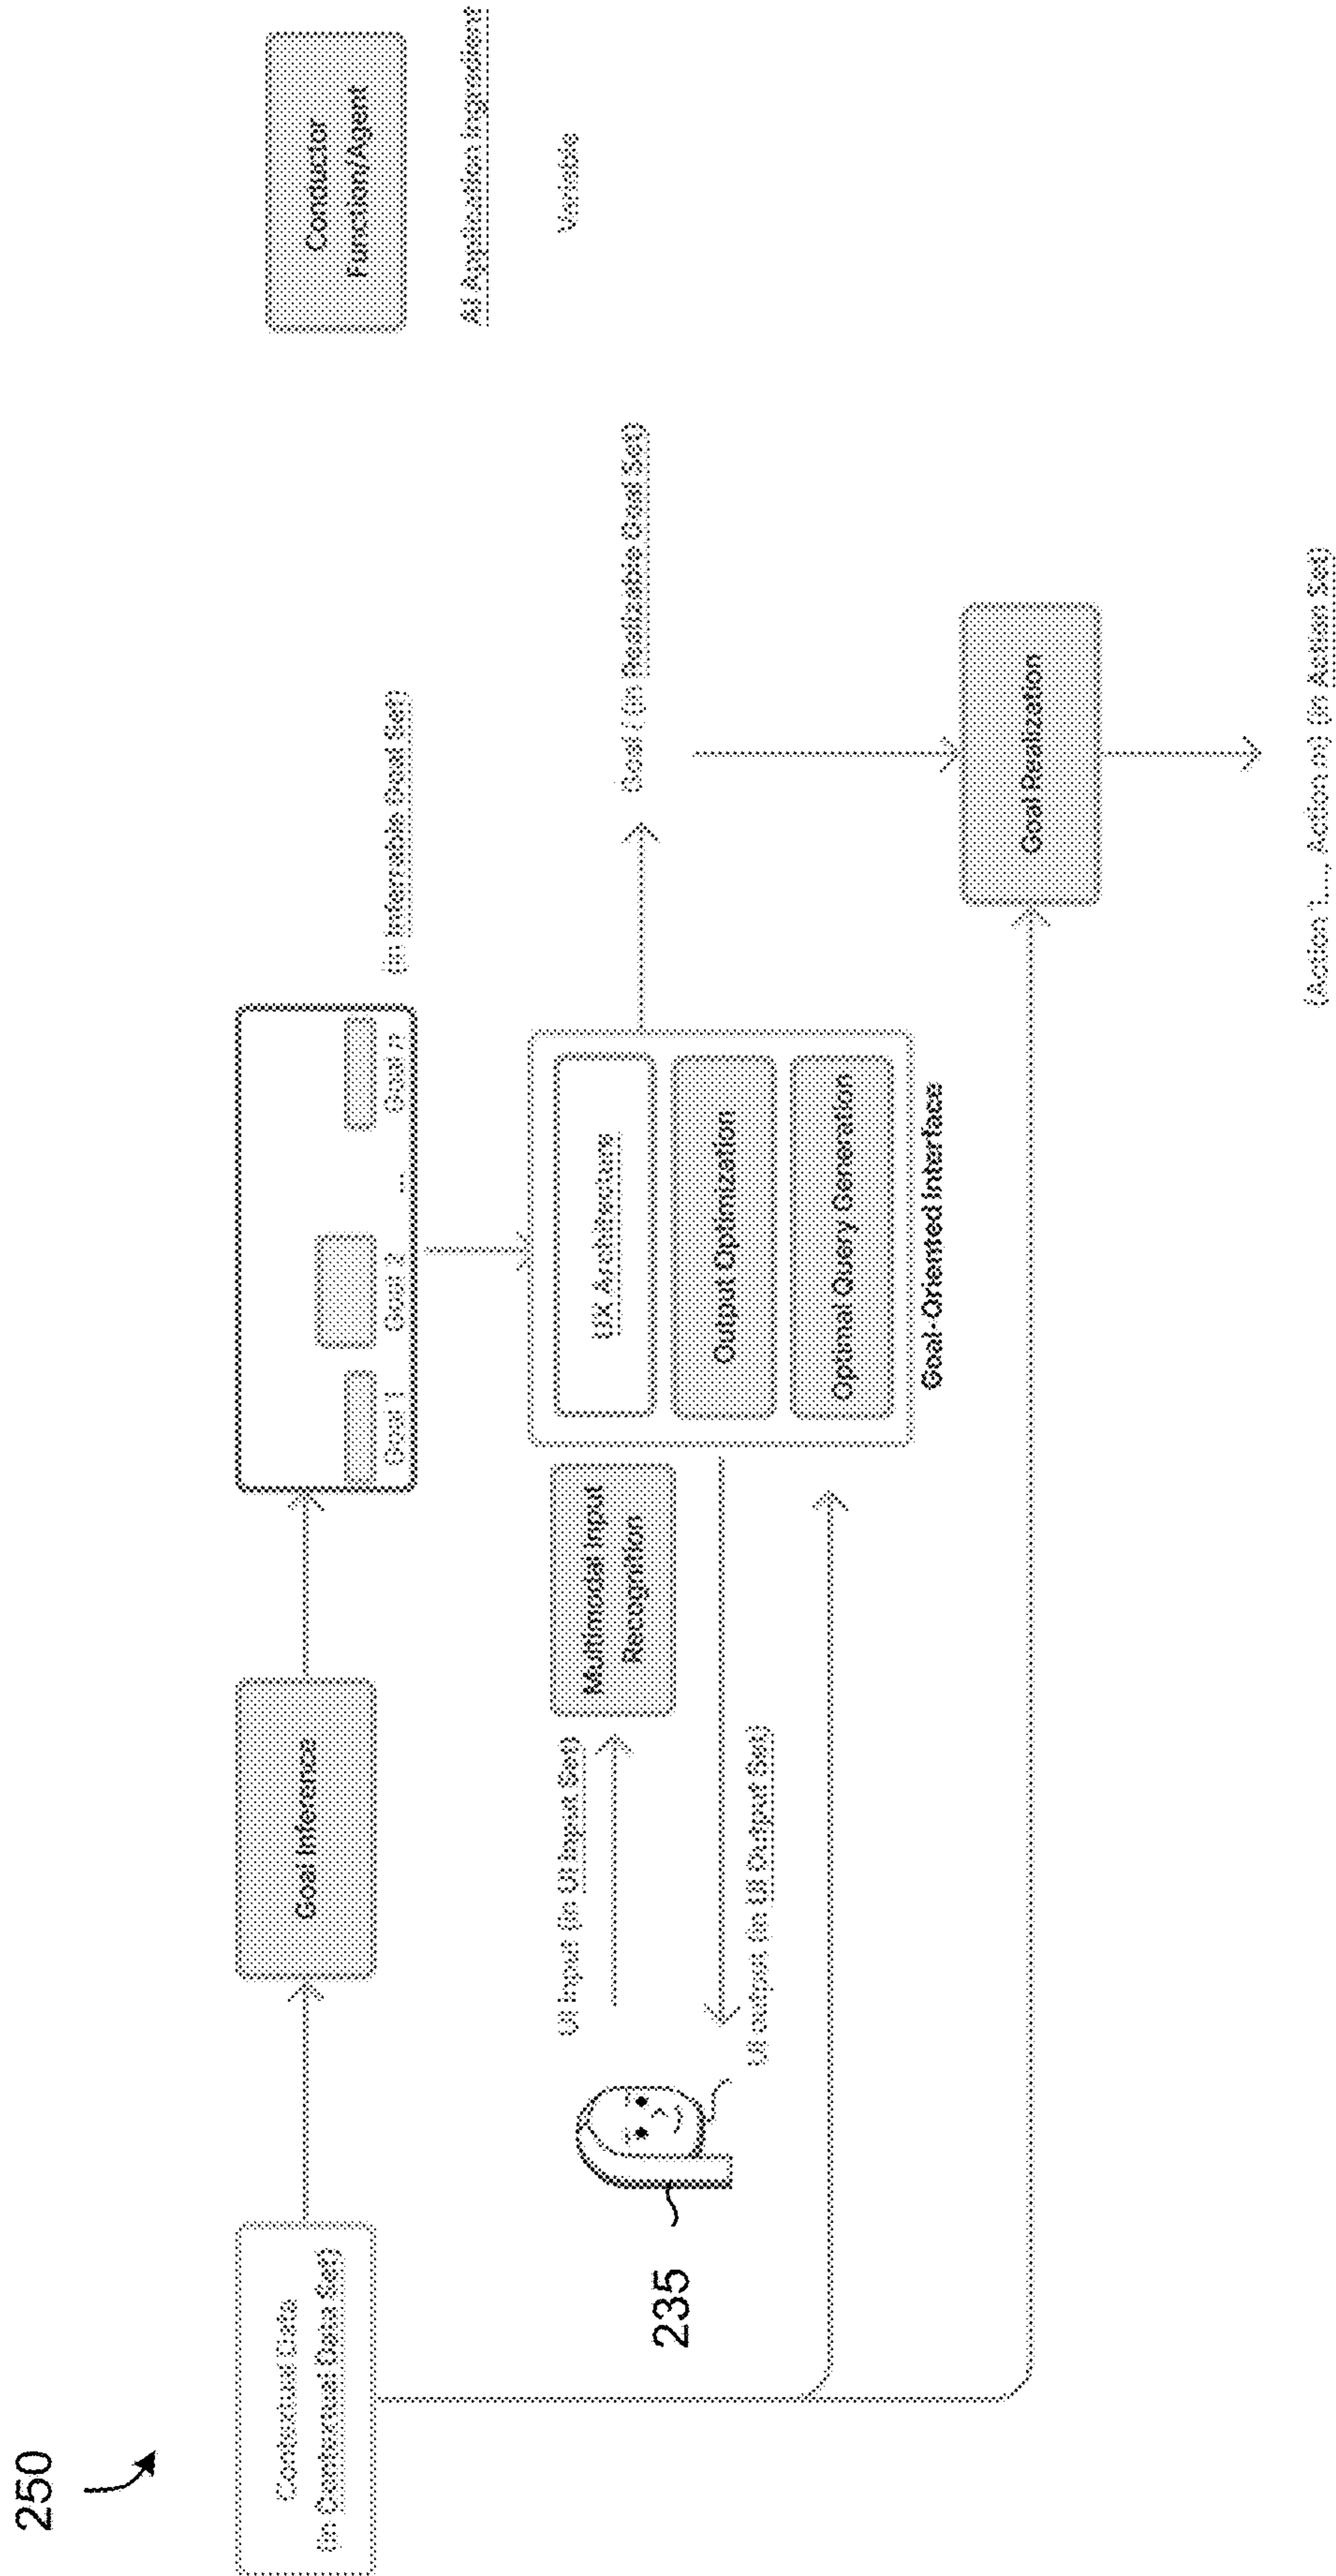 250
Contextual Data
(in Contextual Data Set)
Goal Inference
Goal 1
Goal 2
...
Goal n
(in Inferrable Goal Set)
Conductor
Function/Agent
AI Application Ingredient
Variable
235
UI Input (in UI Input Set)
UI output (in UI Output Set)
Multimodal Input
Recognition
UX Architecture
Output Optimization
Optimal Query Generation
Goal-Oriented Interface
Goal i (in Realizable Goal Set)
Goal Realization
(Action 1,..., Action m) (in Action Set)